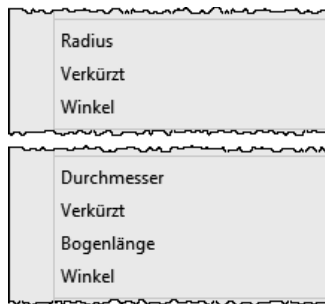 Radius
Verkürzt
Winkel
Durchmesser
Verkürzt
Bogenlänge
Winkel